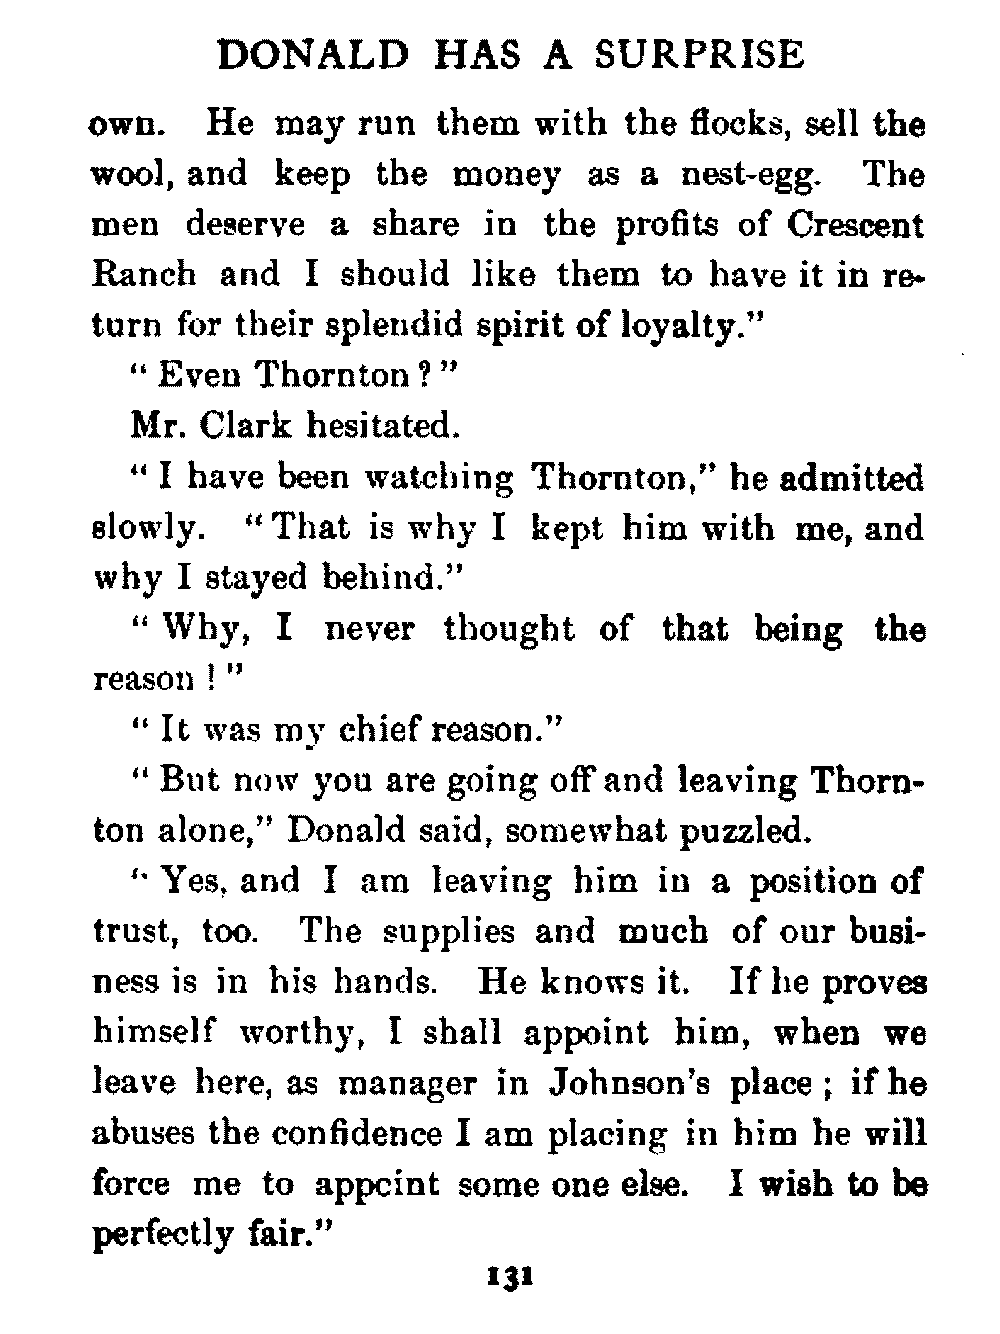 DONALD HAS A SURPRISE
own. He may run them with the flocks, sell the
wool, and keep the money as a nest-egg. The
men deserve a share in the profits of Crescent
Ranch and I should like them to have it in re-
turn for their splendid spirit of loyalty."
"Even Thornton?"
Mr. Clark hesitated.
"I have been watching Thornton," he admitted
slowly. "That is why I kept him with me, and
why I stayed behind."
"Why, I never thought of that being the
reason!"
"It was my chief reason."
"But now you are going off and leaving Thorn-
ton alone," Donald said, somewhat puzzled.
"Yes, and I am leaving him in a position of
trust, too. The supplies and much of our busi-
ness is in his hands. He knows it. If he proves
himself worthy, I shall appoint him, when we
leave here, as manager in Johnson's place; if he
abuses the confidence I am placing in him he will
force me to appoint some one else. I wish to be
perfectly fair."
131